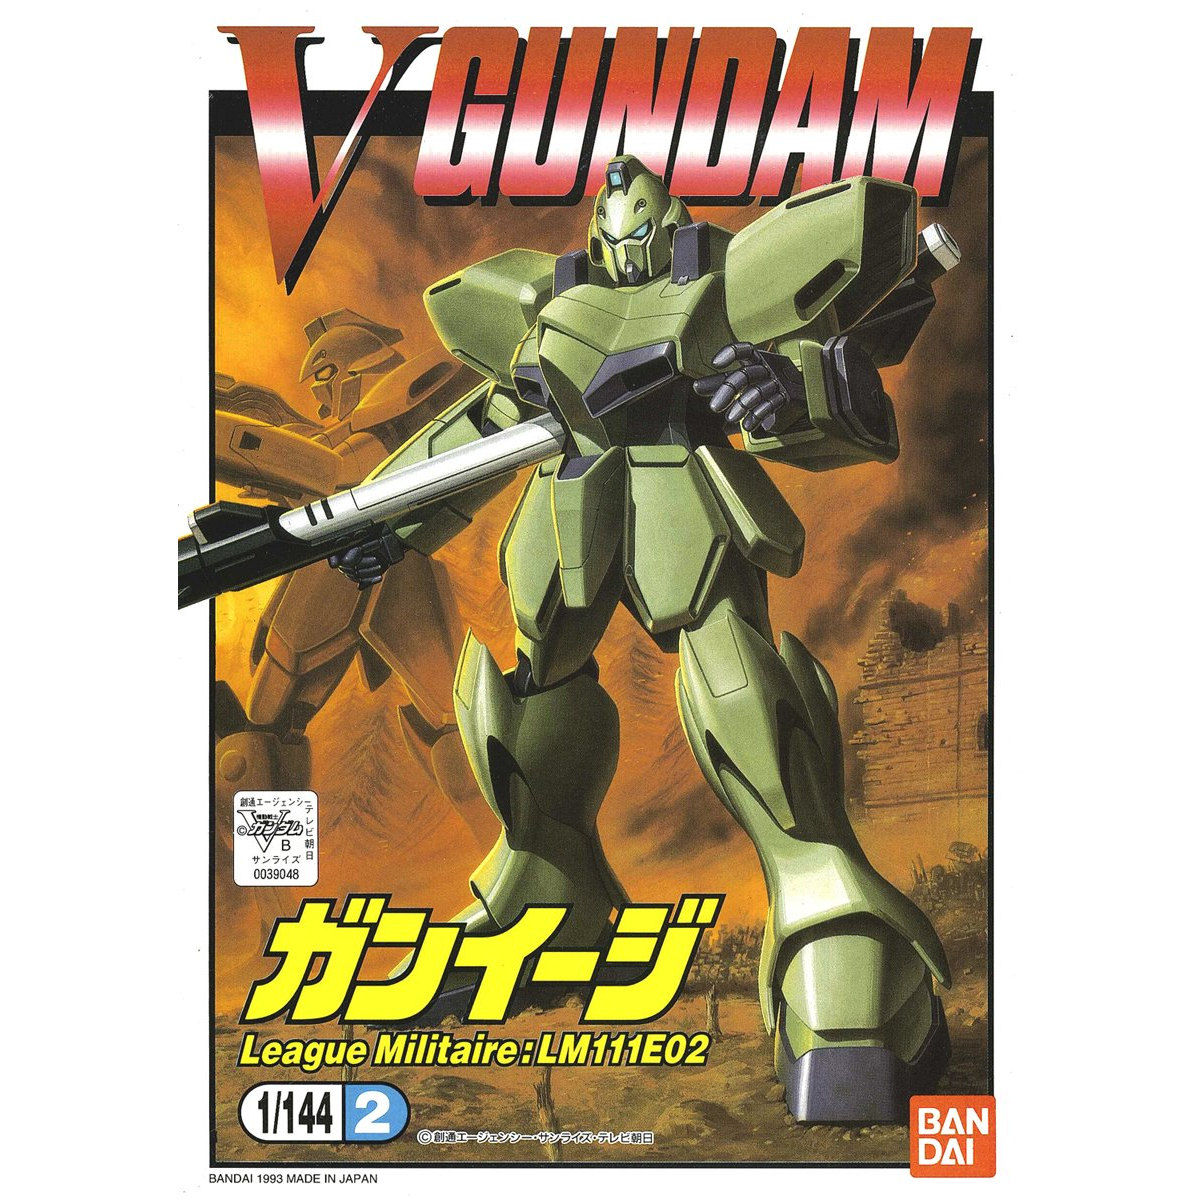 V GUNDAM
創通エージェンシー
テレビ朝日
機動戦士
©Vガンダム
B
サンライズ
0039048
ガンイージ
League Militaire:LM111E02
1/144 2
©創通エージェンシー・サンライズ・テレビ朝日
BAN
DAI
BANDAI 1993 MADE IN JAPAN